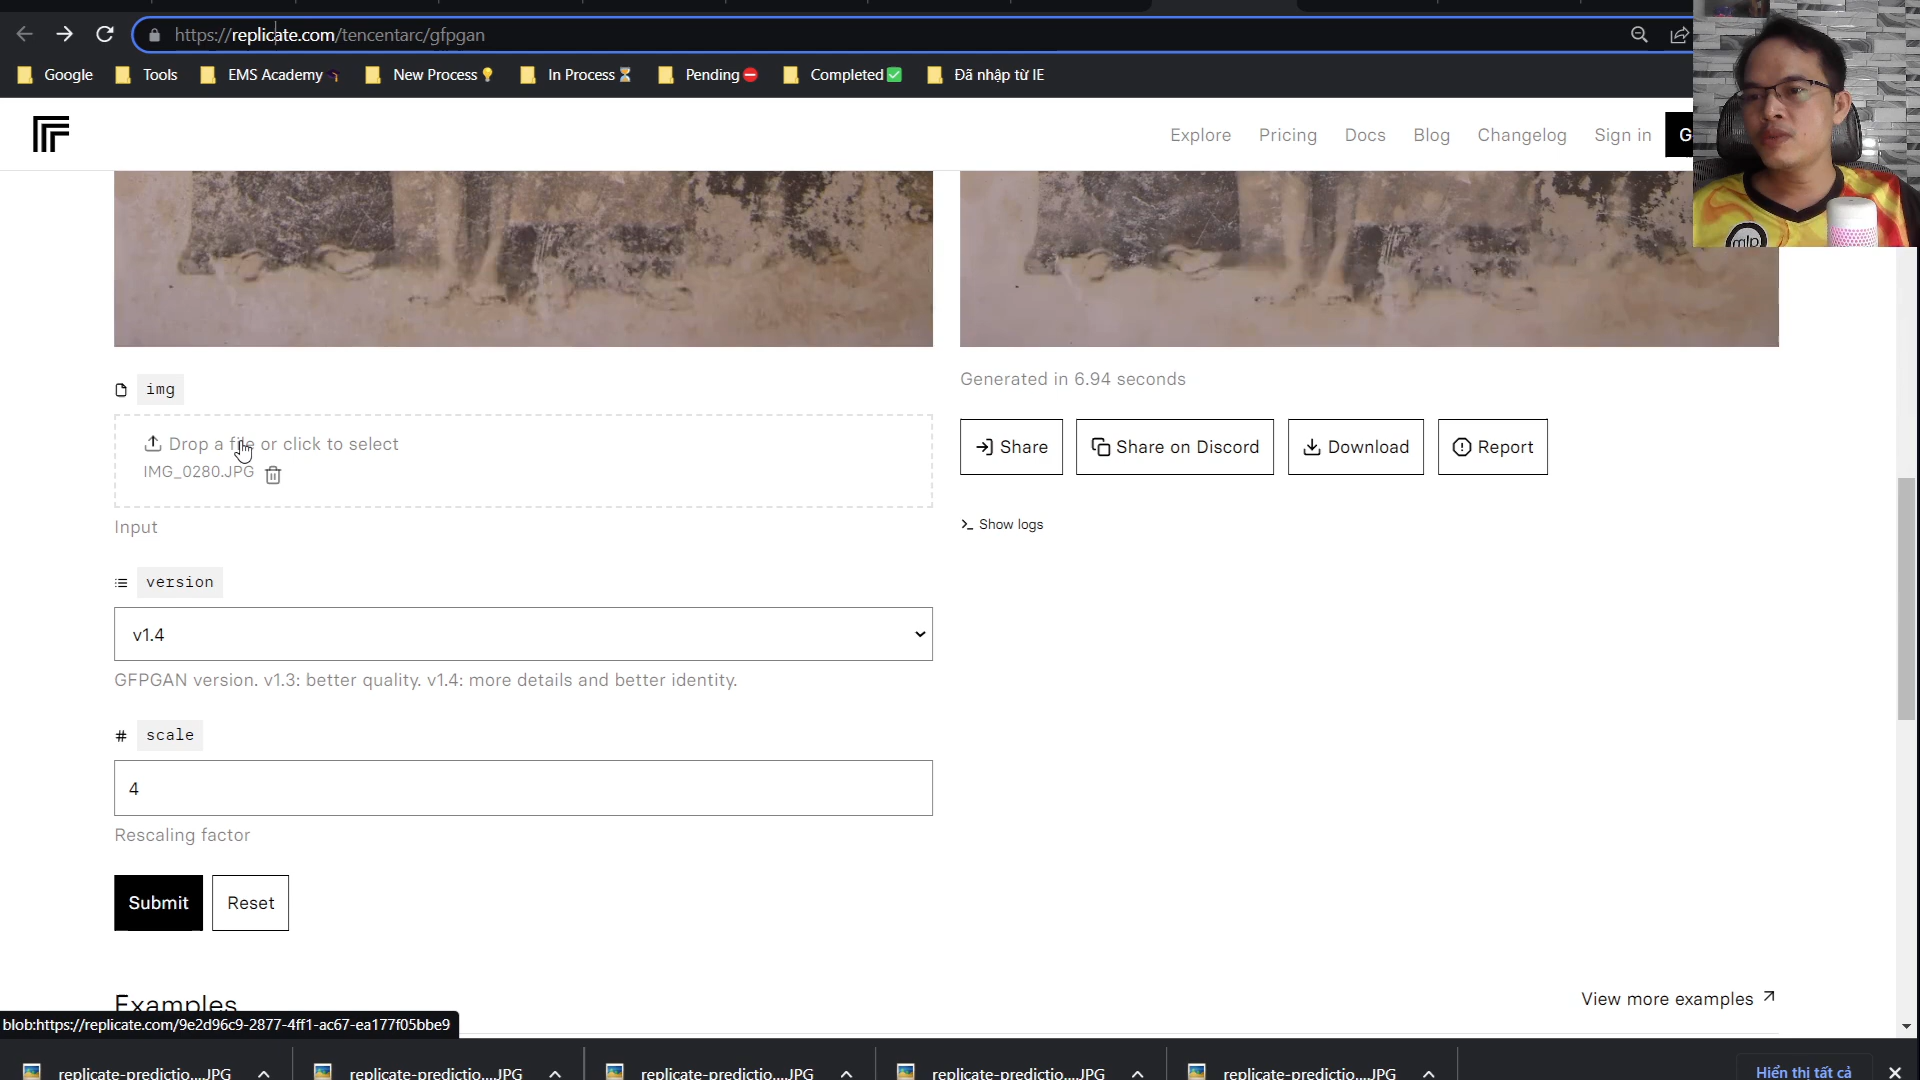 https://replicate.com/tencentarc/gfpgan
Google Tools EMS Academy New Process In Process Pending Completed Đã nhập từ IE
Explore Pricing Docs Blog Changelog Sign in G
mlp
img
Drop a file or click to select
IMG_0280.JPG
Input
Generated in 6.94 seconds
Share Share on Discord Download Report
>_ Show logs
version
v1.4
GFPGAN version. v1.3: better quality. v1.4: more details and better identity.
# scale
4
Rescaling factor
Submit Reset
Examples
View more examples
blob:https://replicate.com/9e2d96c9-2877-4ff1-ac67-ea177f05bbe9
replicate-predictio....JPG replicate-predictio....JPG replicate-predictio....JPG replicate-predictio....JPG replicate-predictio....JPG Hiển thị tất cả